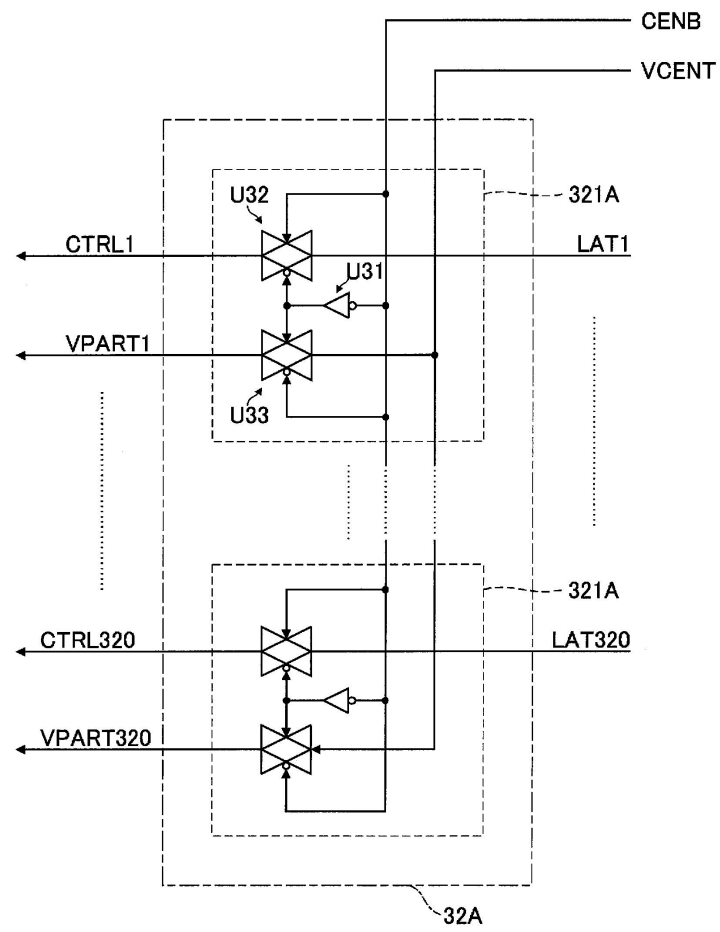 CENB
VCENT
U32
321A
CTRL1
LAT1
U31
VPART1
U33
321A
CTRL320
LAT320
VPART320
32A